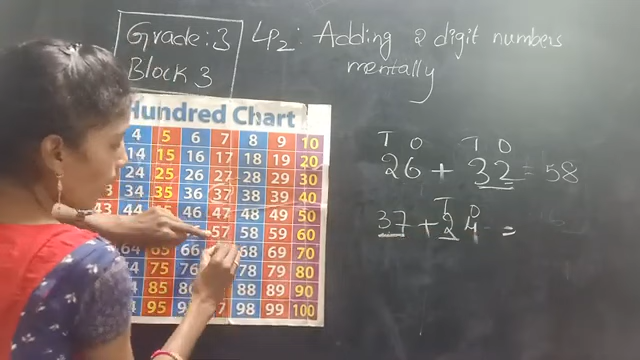 Grade:3
Block 3
LP2: Adding 2 digit numbers
mentally
Hundred Chart
4 5 6 7 8 9 10
14 15 16 17 18 19 20
24 25 26 27 28 29 30
3 34 35 36 37 38 39 40
43 44 46 47 48 49 50
57 58 59 60
64 65 66 68 69 70
74 75 76 78 79 80
84 85 88 89 90
94 95 97 98 99 100
T O T O
26 + 32 = 58
T O
37 + 24 =